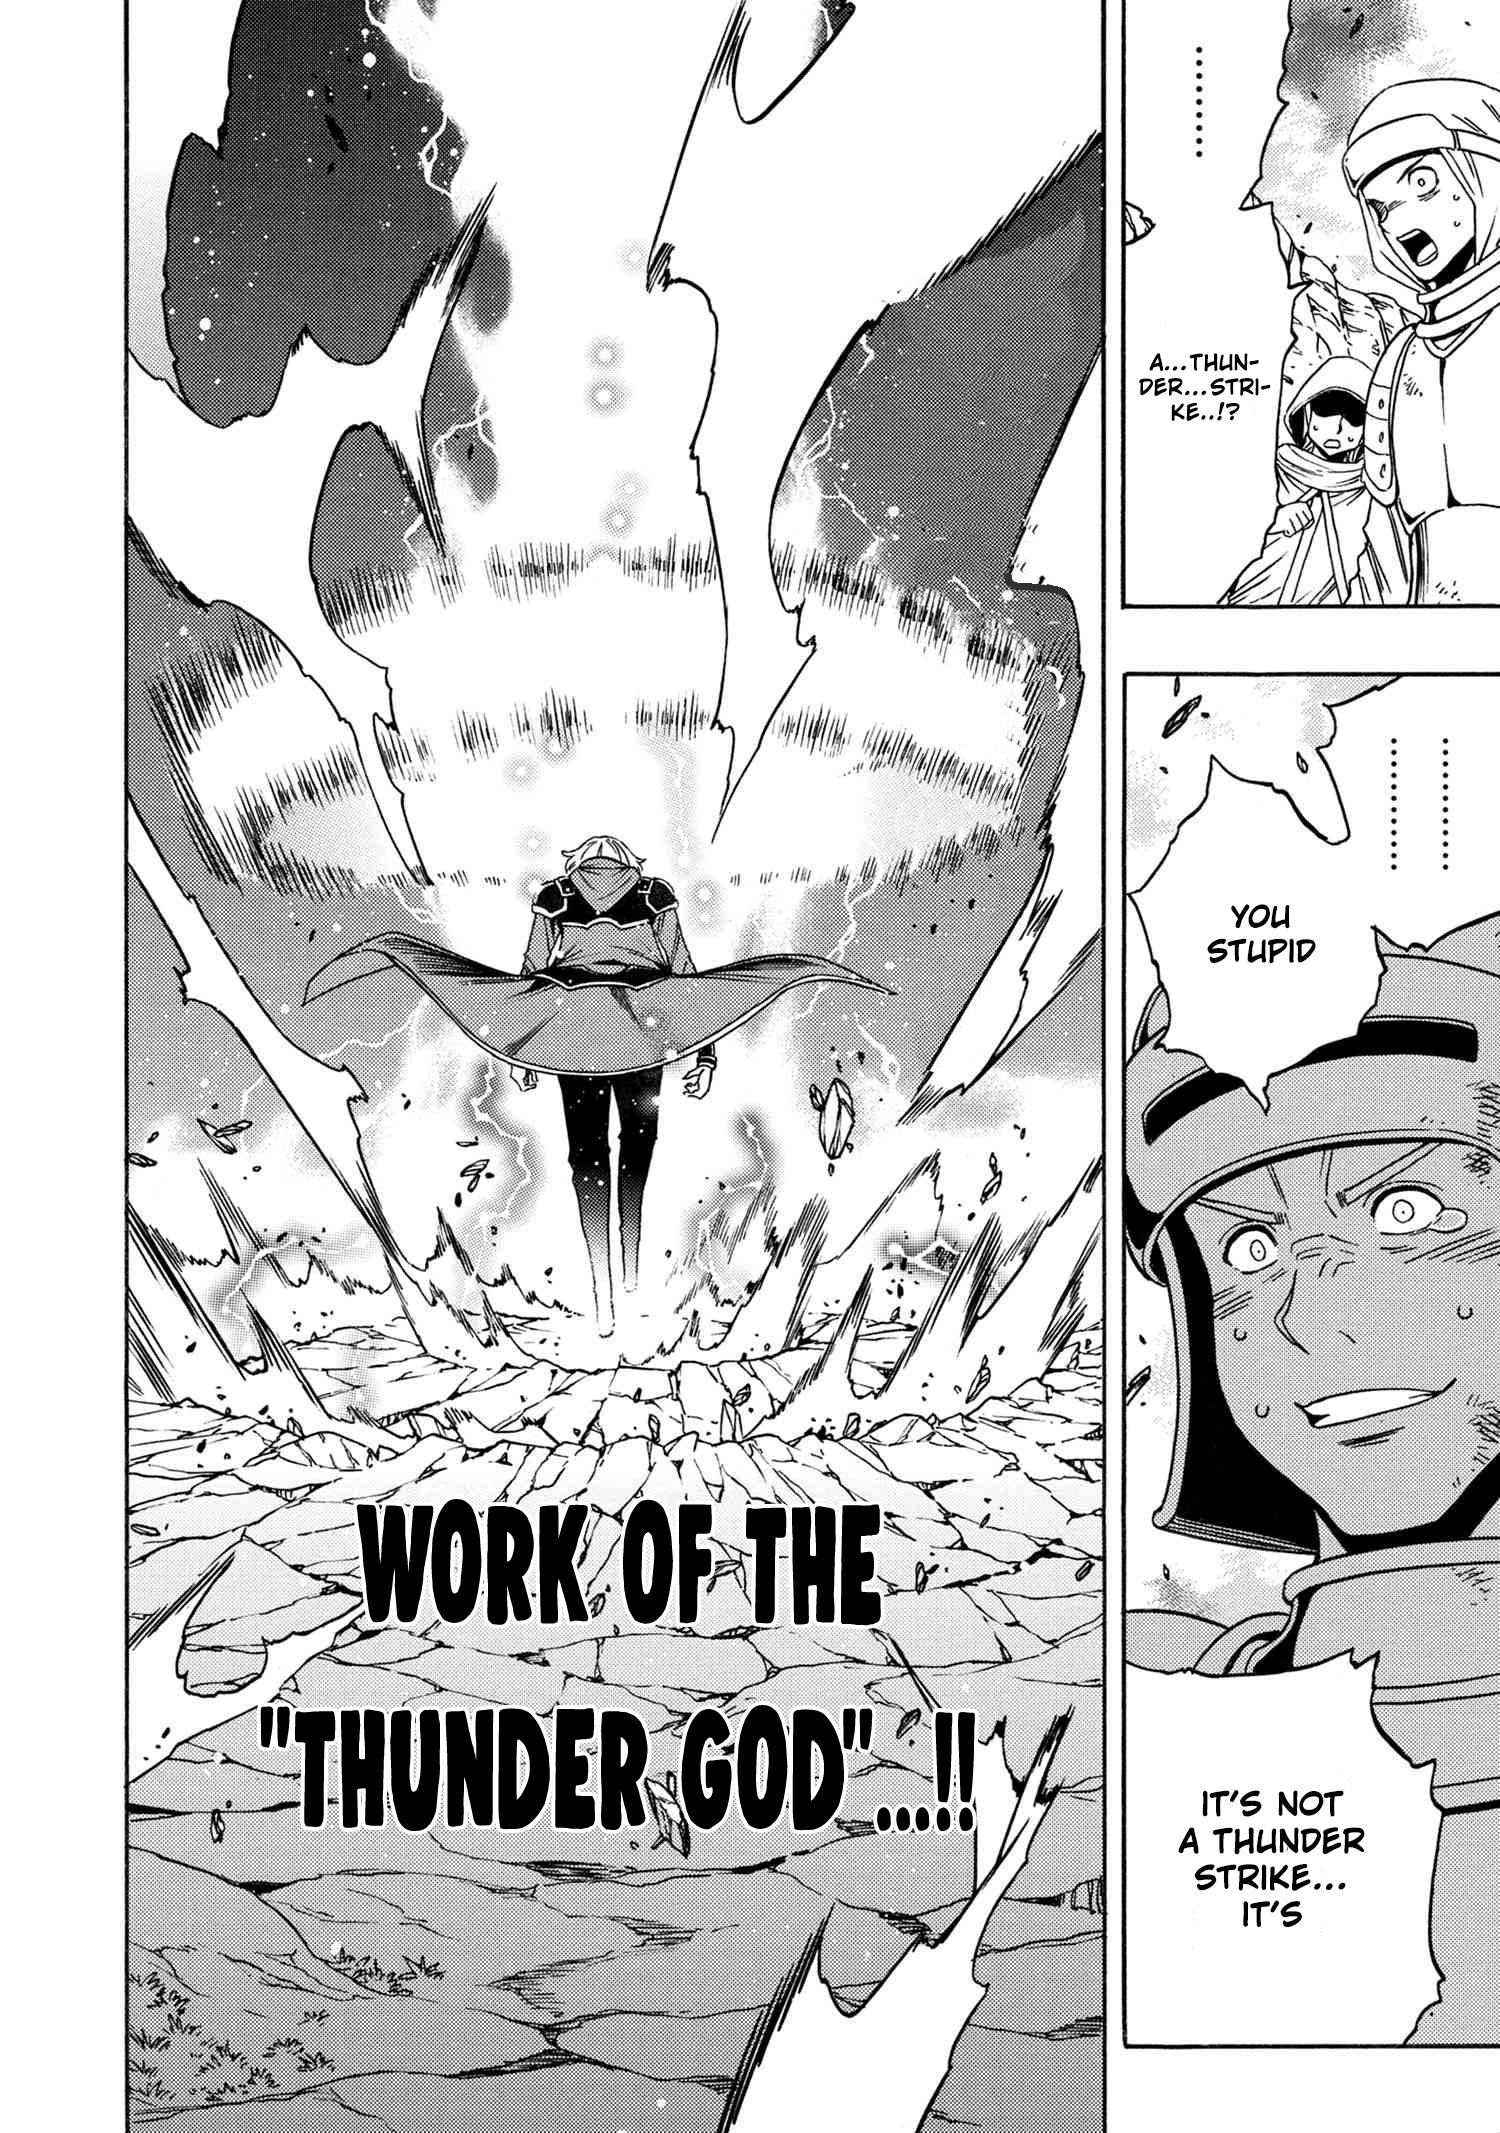 A...THUN-
DER...STRI-
KE..!?
YOU
STUPID
IT'S NOT
A THUNDER
STRIKE...
IT'S
WORK OF THE
"THUNDER GOD"...!!